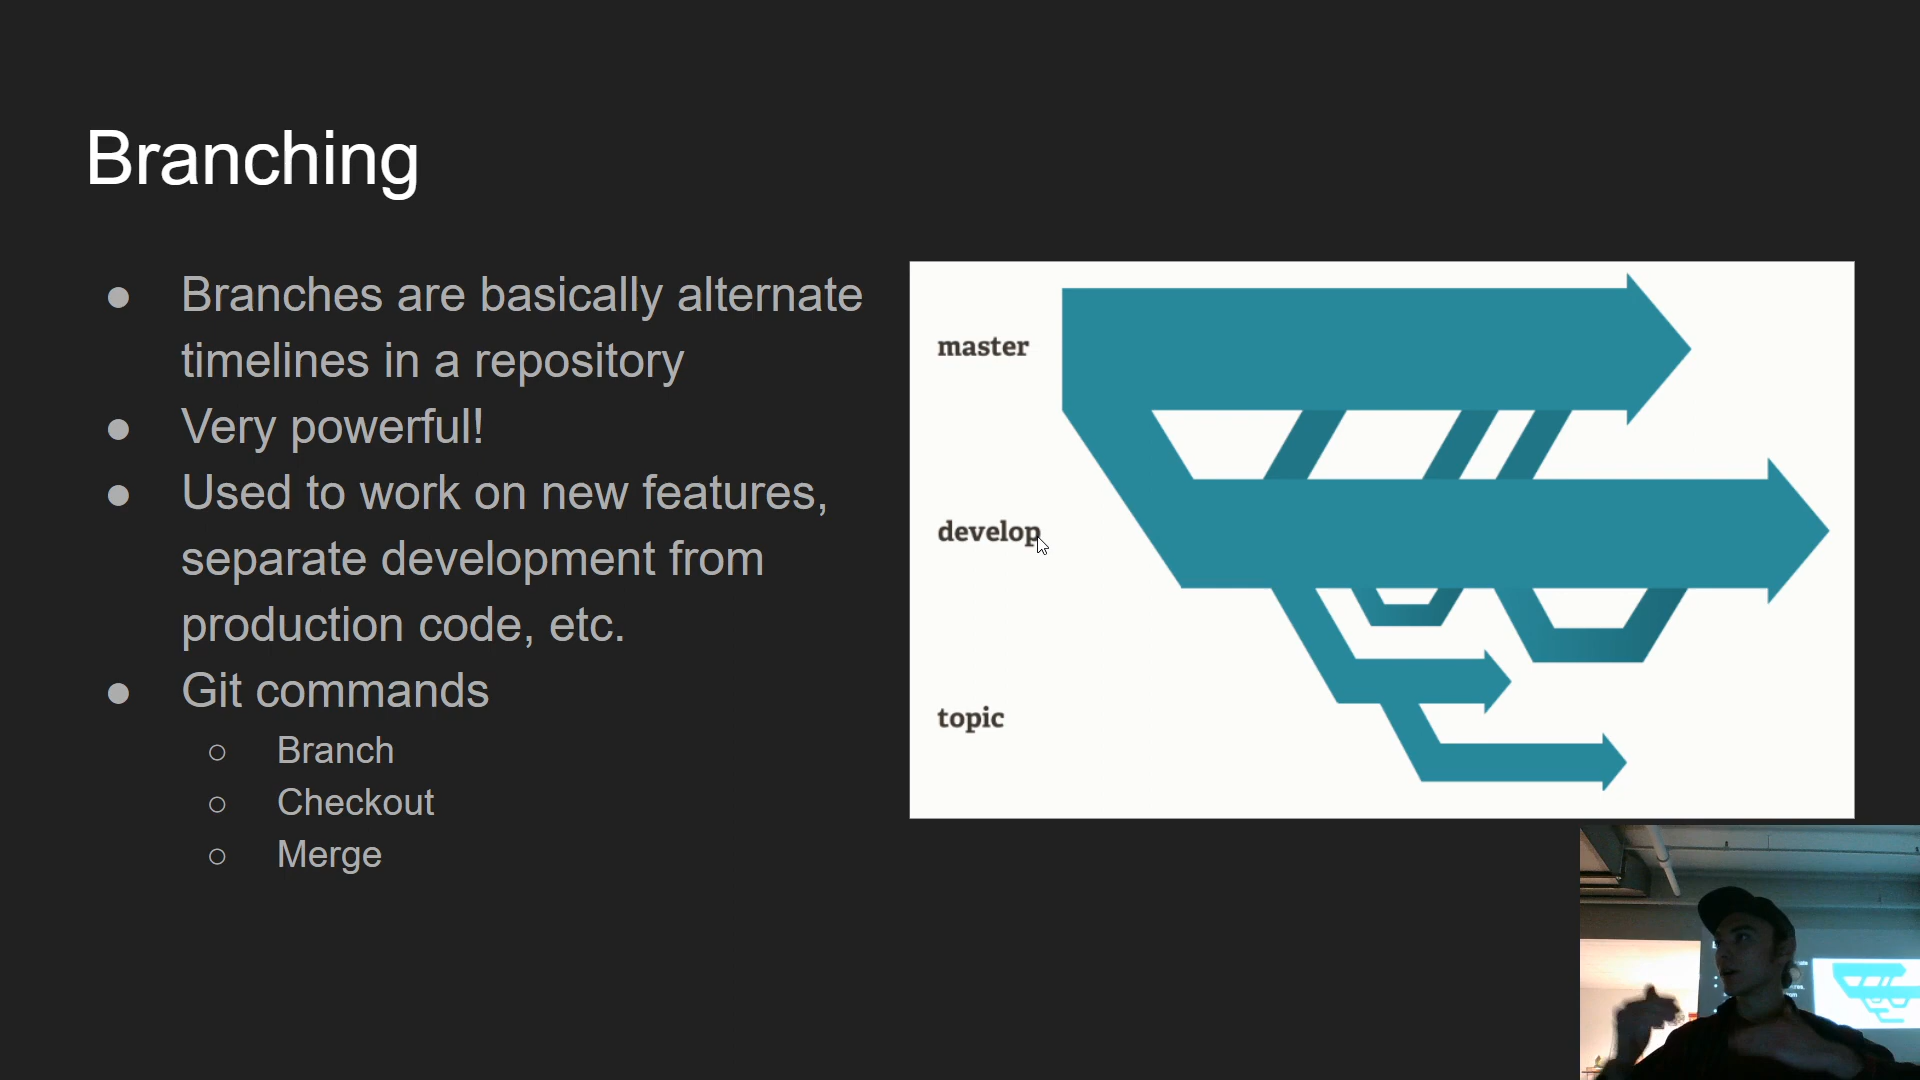 Branching
● Branches are basically alternate
timelines in a repository
● Very powerful!
● Used to work on new features,
separate development from
production code, etc.
● Git commands
○ Branch
○ Checkout
○ Merge
master
develop
topic